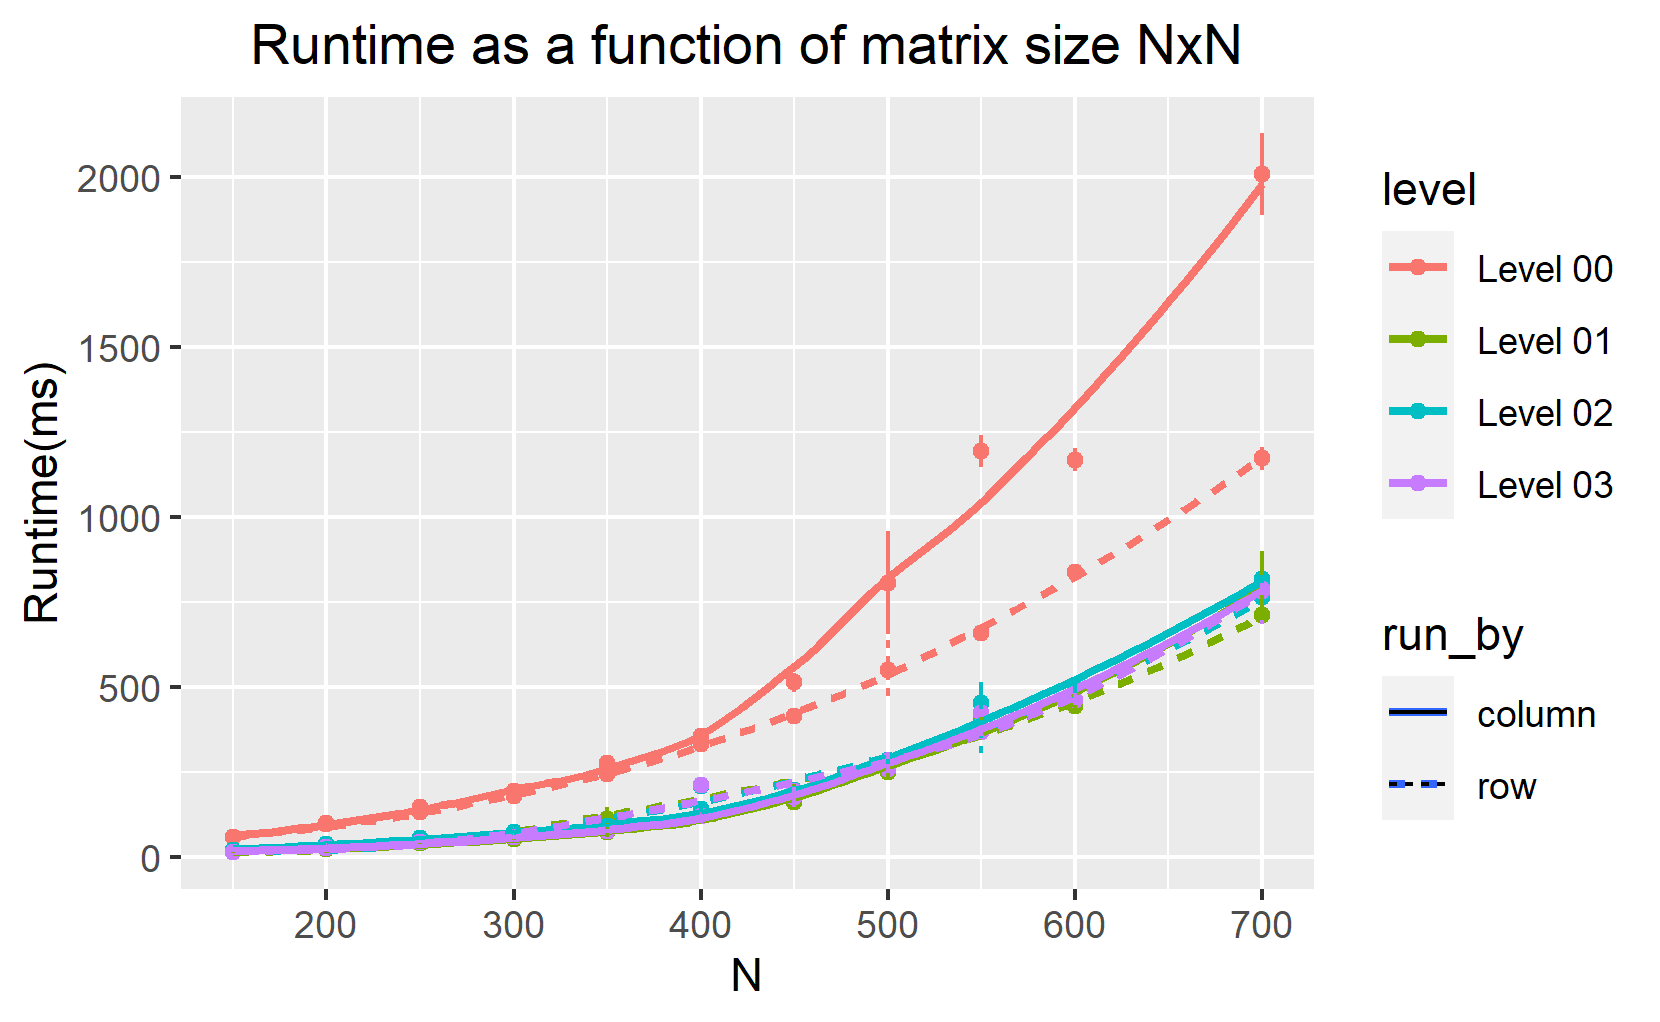 Runtime as a function of matrix size NxN
Runtime(ms)
2000
1500
1000
500
0
200 300 400 500 600 700
N
level
Level 00
Level 01
Level 02
Level 03
run_by
column
row